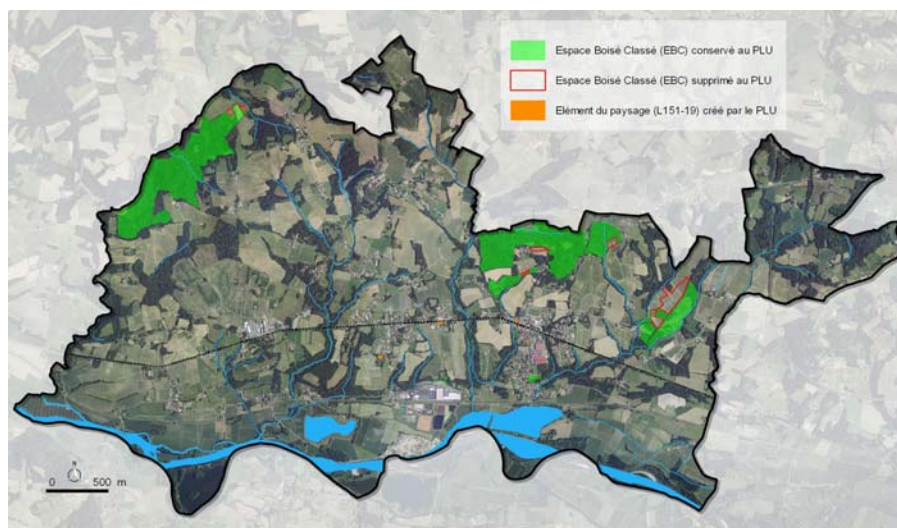 Espace Boisé Classé (EBC) conservé au PLU
Espace Boisé Classé (EBC) supprimé au PLU
Elément du paysage (L151-19) créé par le PLU
N
0 500 m